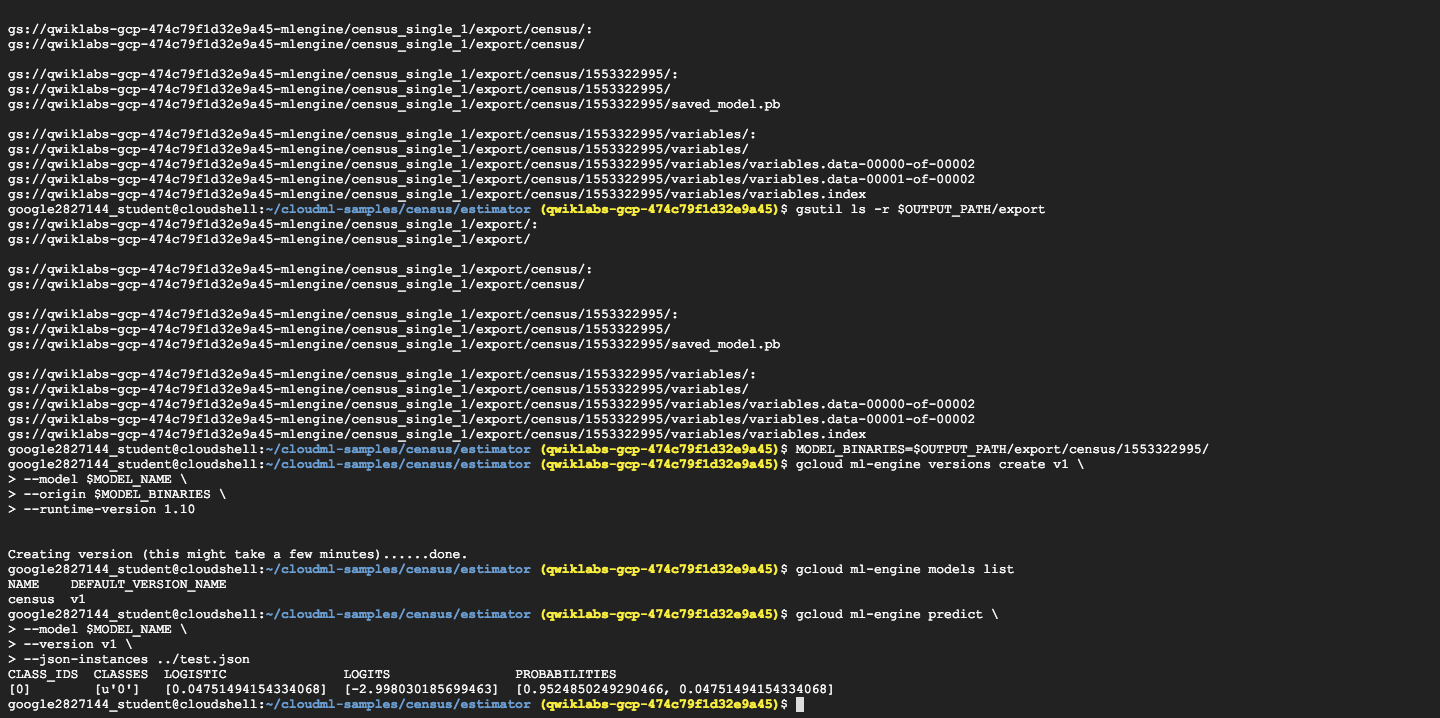 gs://qwiklabs-gcp-474c79f1d32e9a45-mlengine/census_single_1/export/census/:
gs://qwiklabs-gcp-474c79f1d32e9a45-mlengine/census_single_1/export/census/
gs://qwiklabs-gcp-474c79f1d32e9a45-mlengine/census_single_1/export/census/1553322995/:
gs://qwiklabs-gcp-474c79f1d32e9a45-mlengine/census_single_1/export/census/1553322995/
gs://qwiklabs-gcp-474c79f1d32e9a45-mlengine/census_single_1/export/census/1553322995/saved_model.pb
gs://qwiklabs-gcp-474c79f1d32e9a45-mlengine/census_single_1/export/census/1553322995/variables/:
gs://qwiklabs-gcp-474c79f1d32e9a45-mlengine/census_single_1/export/census/1553322995/variables/
gs://qwiklabs-gcp-474c79f1d32e9a45-mlengine/census_single_1/export/census/1553322995/variables/variables.data-00000-of-00002
gs://qwiklabs-gcp-474c79f1d32e9a45-mlengine/census_single_1/export/census/1553322995/variables/variables.data-00001-of-00002
gs://qwiklabs-gcp-474c79f1d32e9a45-mlengine/census_single_1/export/census/1553322995/variables/variables.index
google2827144_student@cloudshell:~/cloudml-samples/census/estimator (qwiklabs-gcp-474c79f1d32e9a45)$ gsutil ls -r $OUTPUT_PATH/export
gs://qwiklabs-gcp-474c79f1d32e9a45-mlengine/census_single_1/export/:
gs://qwiklabs-gcp-474c79f1d32e9a45-mlengine/census_single_1/export/
gs://qwiklabs-gcp-474c79f1d32e9a45-mlengine/census_single_1/export/census/:
gs://qwiklabs-gcp-474c79f1d32e9a45-mlengine/census_single_1/export/census/
gs://qwiklabs-gcp-474c79f1d32e9a45-mlengine/census_single_1/export/census/1553322995/:
gs://qwiklabs-gcp-474c79f1d32e9a45-mlengine/census_single_1/export/census/1553322995/
gs://qwiklabs-gcp-474c79f1d32e9a45-mlengine/census_single_1/export/census/1553322995/saved_model.pb
gs://qwiklabs-gcp-474c79f1d32e9a45-mlengine/census_single_1/export/census/1553322995/variables/:
gs://qwiklabs-gcp-474c79f1d32e9a45-mlengine/census_single_1/export/census/1553322995/variables/
gs://qwiklabs-gcp-474c79f1d32e9a45-mlengine/census_single_1/export/census/1553322995/variables/variables.data-00000-of-00002
gs://qwiklabs-gcp-474c79f1d32e9a45-mlengine/census_single_1/export/census/1553322995/variables/variables.data-00001-of-00002
gs://qwiklabs-gcp-474c79f1d32e9a45-mlengine/census_single_1/export/census/1553322995/variables/variables.index
google2827144_student@cloudshell:~/cloudml-samples/census/estimator (qwiklabs-gcp-474c79f1d32e9a45)$ MODEL_BINARIES=$OUTPUT_PATH/export/census/1553322995/
google2827144_student@cloudshell:~/cloudml-samples/census/estimator (qwiklabs-gcp-474c79f1d32e9a45)$ gcloud ml-engine versions create v1 \
> --model $MODEL_NAME \
> --origin $MODEL_BINARIES \
> --runtime-version 1.10
Creating version (this might take a few minutes)......done.
google2827144_student@cloudshell:~/cloudml-samples/census/estimator (qwiklabs-gcp-474c79f1d32e9a45)$ gcloud ml-engine models list
NAME    DEFAULT_VERSION_NAME
census  v1
google2827144_student@cloudshell:~/cloudml-samples/census/estimator (qwiklabs-gcp-474c79f1d32e9a45)$ gcloud ml-engine predict \
> --model $MODEL_NAME \
> --version v1 \
> --json-instances ../test.json
CLASS_IDS  CLASSES  LOGISTIC               LOGITS                PROBABILITIES
[0]        [u'0']   [0.04751494154334068]  [-2.998030185699463]  [0.9524850249290466, 0.04751494154334068]
google2827144_student@cloudshell:~/cloudml-samples/census/estimator (qwiklabs-gcp-474c79f1d32e9a45)$